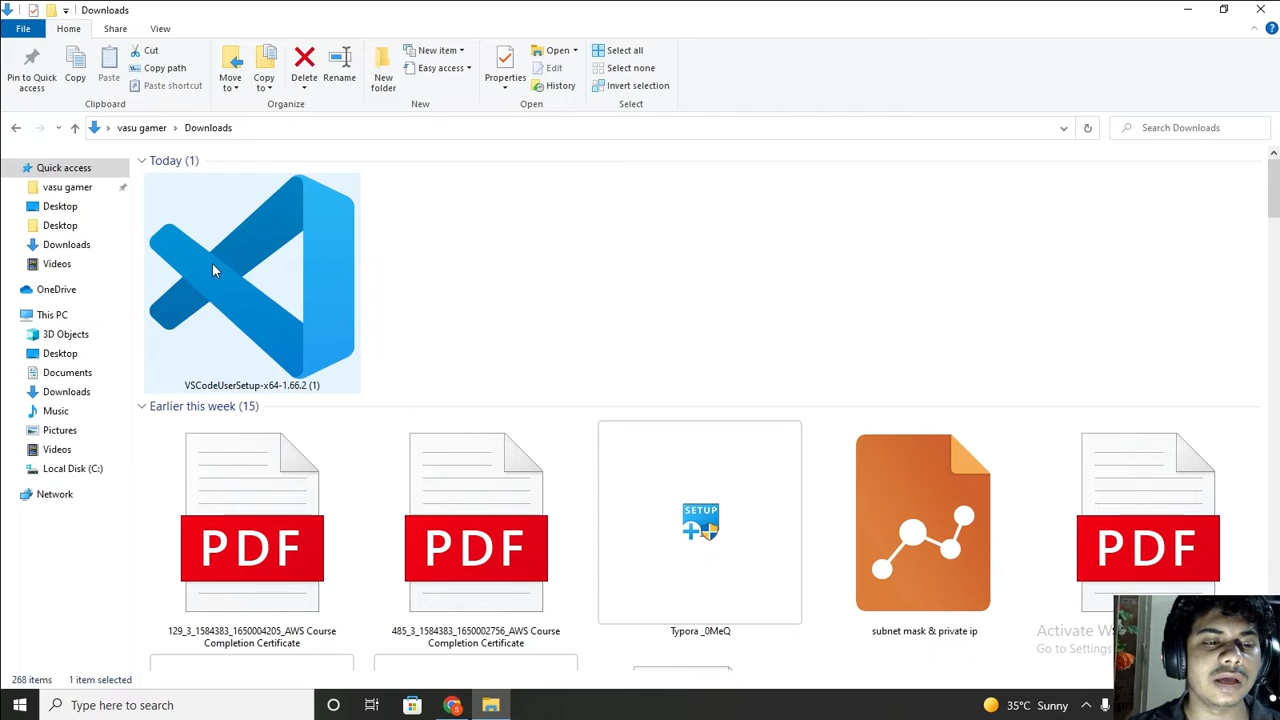 Downloads
File
Home
Share
View
Pin to Quick access
Copy
Paste
Cut
Copy path
Paste shortcut
Clipboard
Move to
Copy to
Delete
Rename
Organize
New folder
New item
Easy access
New
Properties
Open
Edit
History
Open
Select all
Select none
Invert selection
Select
vasu gamer
Downloads
Search Downloads
Quick access
vasu gamer
Desktop
Desktop
Downloads
Videos
OneDrive
This PC
3D Objects
Desktop
Documents
Downloads
Music
Pictures
Videos
Local Disk (C:)
Network
Today (1)
VSCodeUserSetup-x64-1.66.2 (1)
Earlier this week (15)
PDF
PDF
SETUP
PDF
129_3_1584383_1650004205_AWS Course
Completion Certificate
485_3_1584383_1650002756_AWS Course
Completion Certificate
Typora _0MeQ
subnet mask & private ip
Activate W
Go to Settings
268 items
1 item selected
Type here to search
35°C Sunny